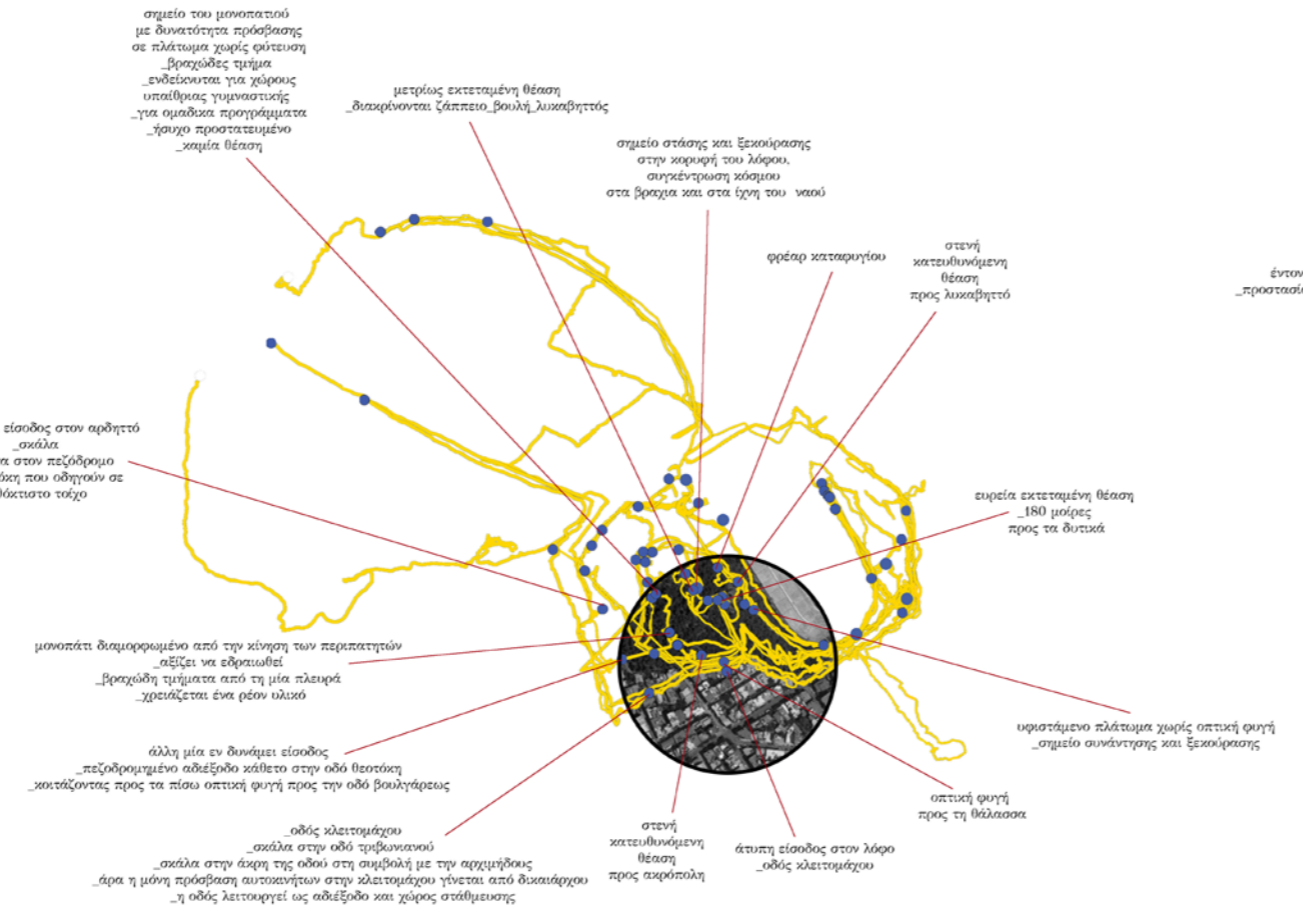 σημείο του μονοπατιού
με δυνατότητα πρόσβασης
σε πλάτωμα χωρίς φύτευση
_βραχώδες τμήμα
_ενδείκνυται για χώρους
υπαίθριας γυμναστικής
_για ομαδικα προγράμματα
_ήσυχο προστατευμένο
_καμία θέαση
μετρίως εκτεταμένη θέαση
_διακρίνονται ζάππειο_βουλή_λυκαβηττός
σημείο στάσης και ξεκούρασης
στην κορυφή του λόφου,
συγκέντρωση κόσμου
στα βραχια και στα ίχνη του ναού
φρέαρ καταφυγίου
στενή
κατευθυνόμενη
θέαση
προς λυκαβηττό
έντον
_προστασί
είσοδος στον αρδηττό
_σκάλα
α στον πεζόδρομο
όκη που οδηγούν σε
θόκτιστο τοίχο
ευρεία εκτεταμένη θέαση
_180 μοίρες
προς τα δυτικά
μονοπάτι διαμορφωμένο από την κίνηση των περιπατητών
_αξίζει να εδραιωθεί
_βραχώδη τμήματα από τη μία πλευρά
_χρειάζεται ένα ρέον υλικό
υφιστάμενο πλάτωμα χωρίς οπτική φυγή
_σημείο συνάντησης και ξεκούρασης
άλλη μία εν δυνάμει είσοδος
_πεζοδρομημένο αδιέξοδο κάθετο στην οδό θεοτόκη
_κοιτάζοντας προς τα πίσω οπτική φυγή προς την οδό βουλγάρεως
οπτική φυγή
προς τη θάλασσα
_οδός κλειτομάχου
_σκάλα στην οδό τριβωνιανού
_σκάλα στην άκρη της οδού στη συμβολή με την αρχιμήδους
_άρα η μόνη πρόσβαση αυτοκινήτων στην κλειτομάχου γίνεται από δικαιάρχου
_η οδός λειτουργεί ως αδιέξοδο και χώρος στάθμευσης
στενή
κατευθυνόμενη
θέαση
προς ακρόπολη
άτυπη είσοδος στον λόφο
_οδός κλειτομάχου